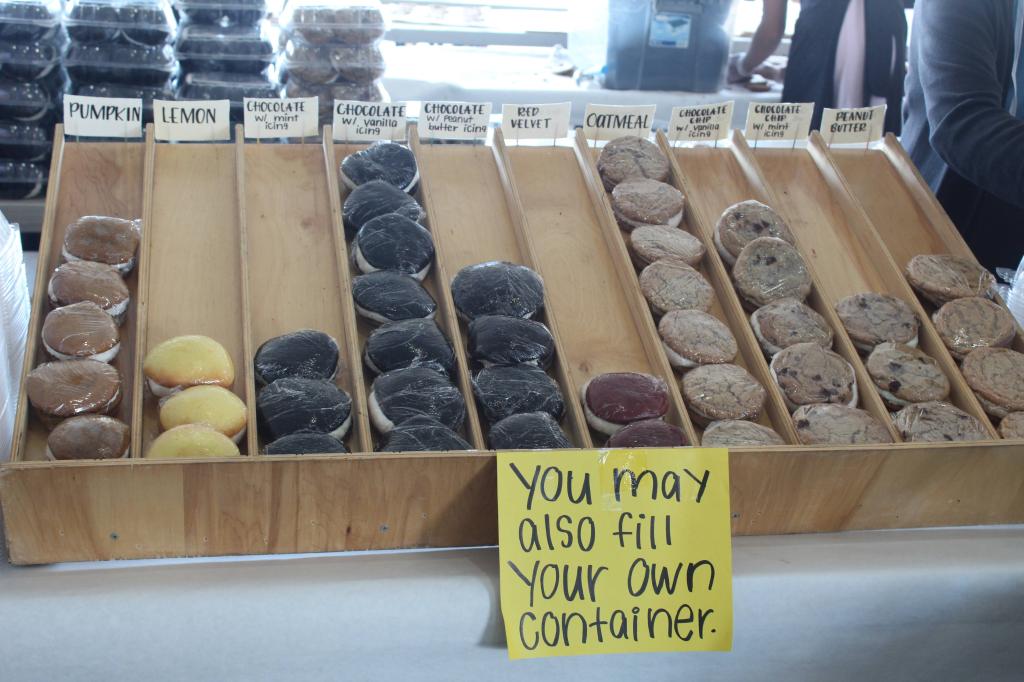 PUMPKIN
LEMON
CHOCOLATE
w/ mint
icing
CHOCOLATE
w/ vanilla
icing
CHOCOLATE
w/ Peanut
butter icing
RED
VELVET
OATMEAL
CHOCOLATE
CHIP
w/ vanilla
icing
CHOCOLATE
CHIP
w/ mint
icing
PEANUT
BUTTER
You may
also fill
your own
container.